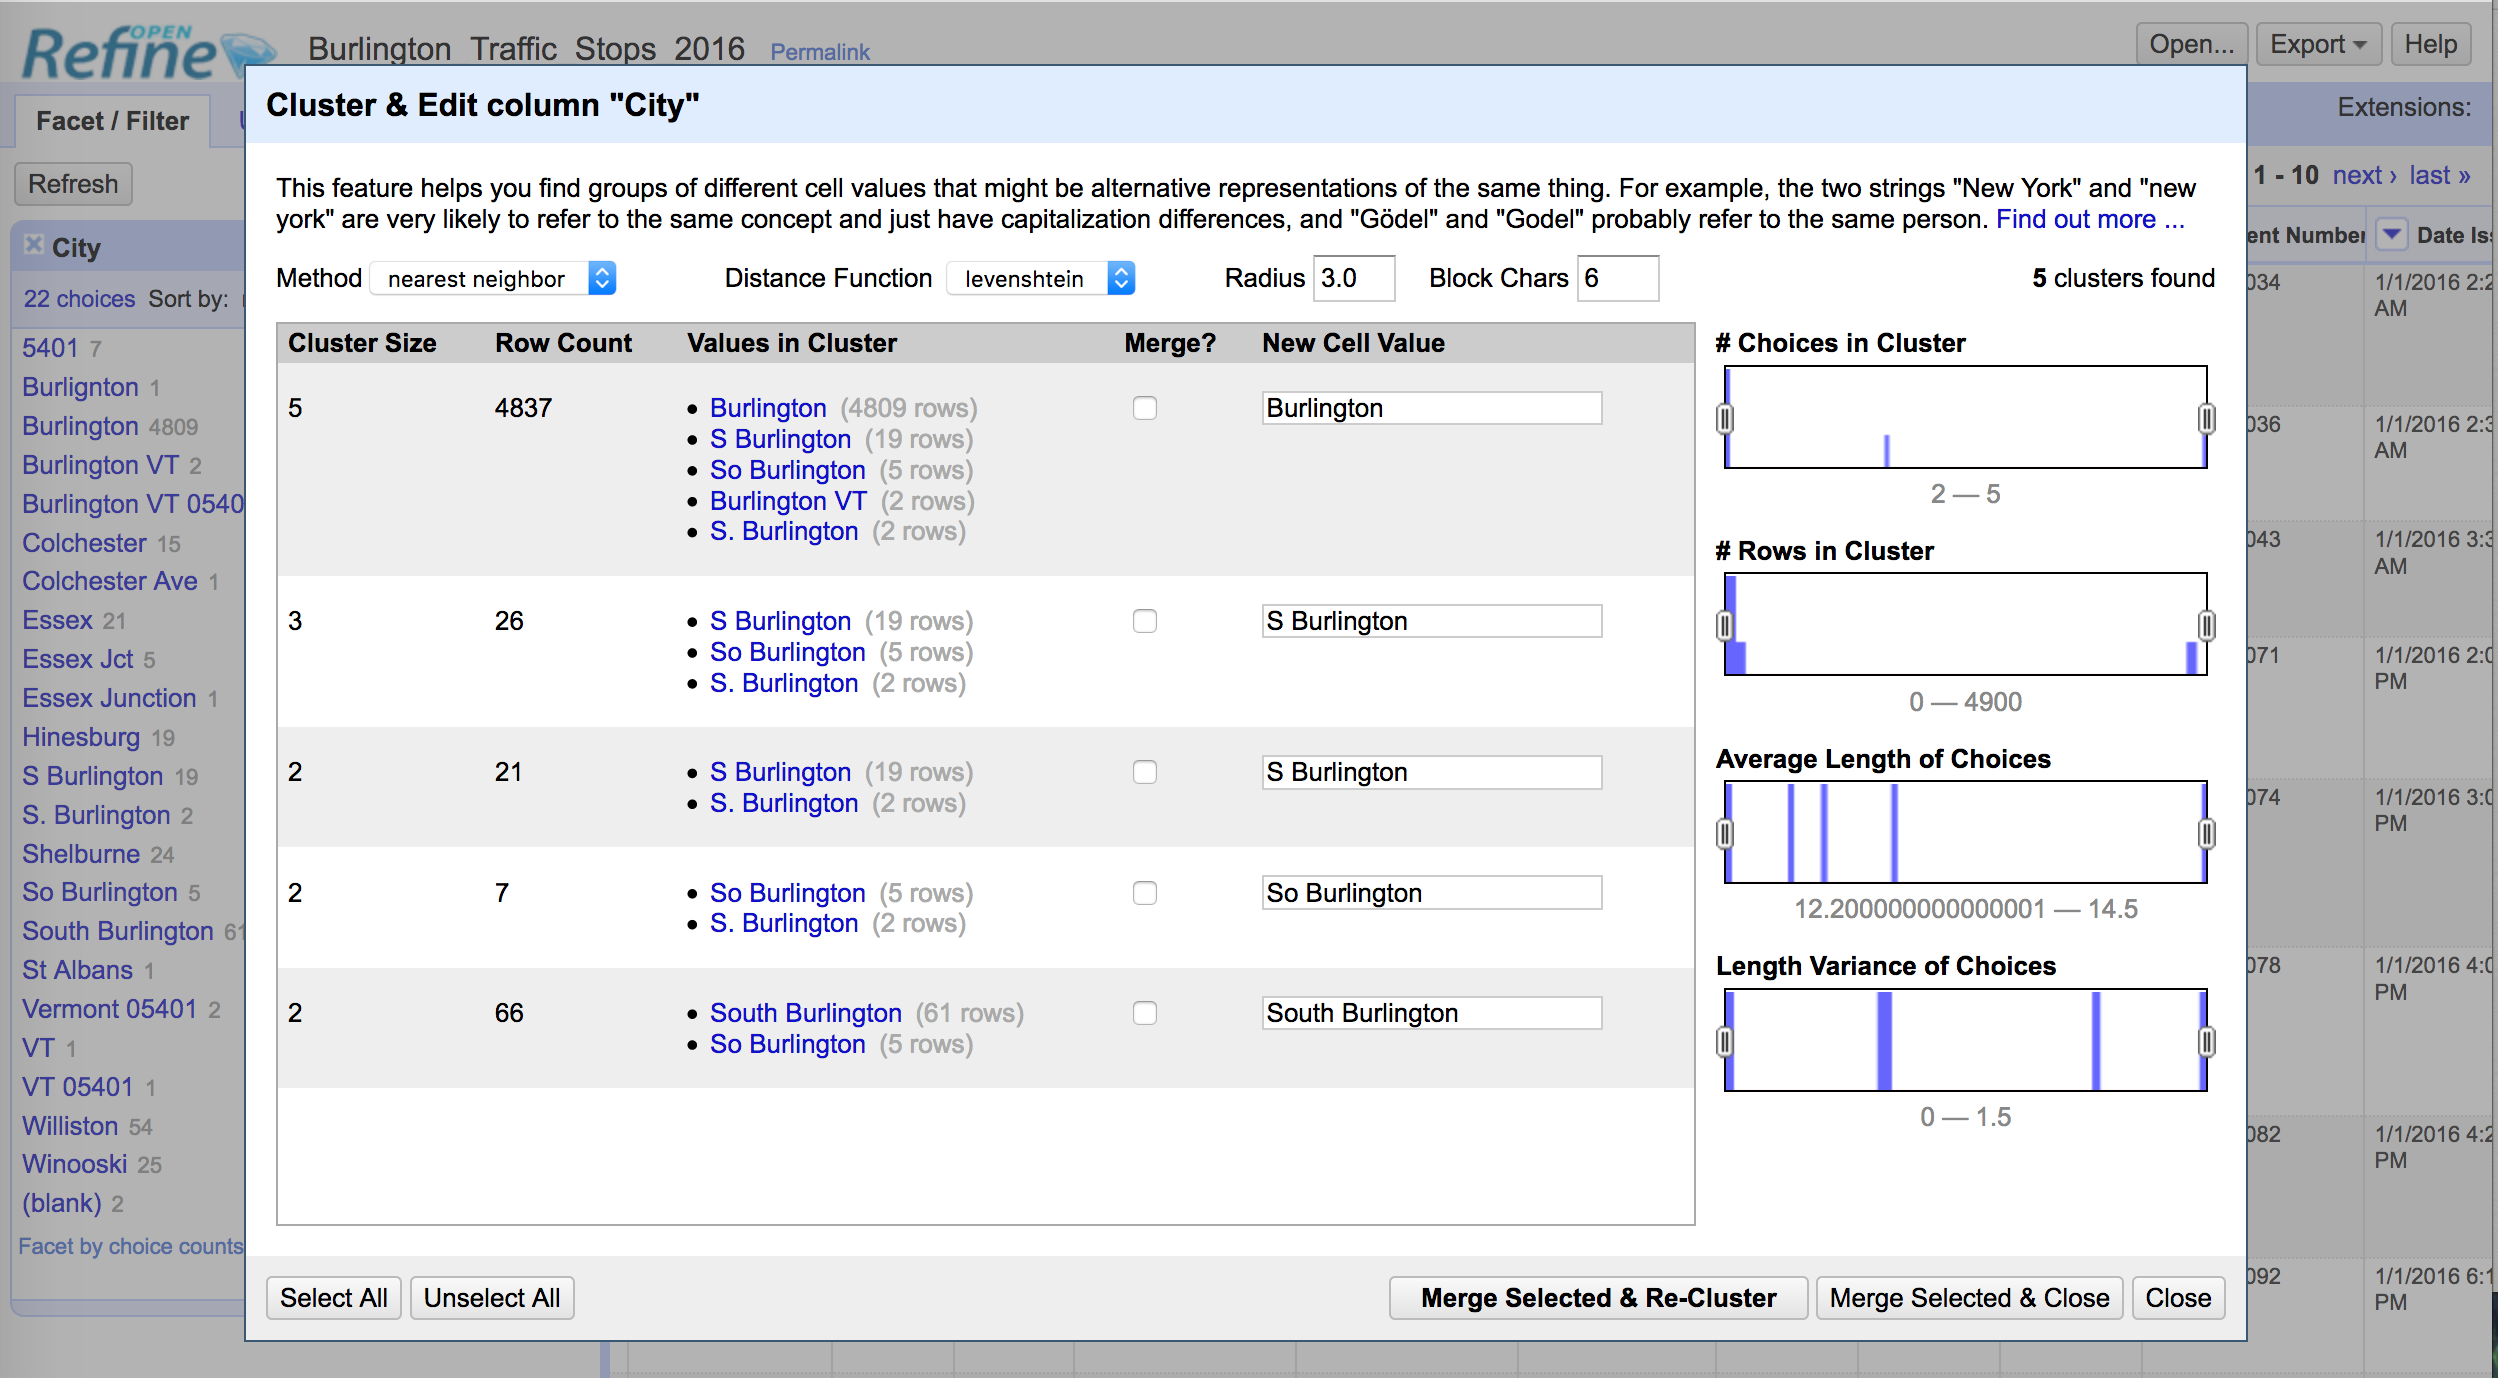 OPEN
Refine
Burlington Traffic Stops 2016 Permalink
Open... Export Help
Facet / Filter
Extensions:
Refresh
1 - 10 next › last »
City
ent Number Date Is
22 choices Sort by:
5401 7
Burlignton 1
Burlington 4809
Burlington VT 2
Burlington VT 0540
Colchester 15
Colchester Ave 1
Essex 21
Essex Jct 5
Essex Junction 1
Hinesburg 19
S Burlington 19
S. Burlington 2
Shelburne 24
So Burlington 5
South Burlington 61
St Albans 1
Vermont 05401 2
VT 1
VT 05401 1
Williston 54
Winooski 25
(blank) 2
Facet by choice counts
Cluster & Edit column "City"
This feature helps you find groups of different cell values that might be alternative representations of the same thing. For example, the two strings "New York" and "new
york" are very likely to refer to the same concept and just have capitalization differences, and "Gödel" and "Godel" probably refer to the same person. Find out more ...
Method nearest neighbor Distance Function levenshtein Radius 3.0 Block Chars 6 5 clusters found
Cluster Size Row Count Values in Cluster Merge? New Cell Value
5 4837 • Burlington (4809 rows) Burlington
• S Burlington (19 rows)
• So Burlington (5 rows)
• Burlington VT (2 rows)
• S. Burlington (2 rows)
3 26 • S Burlington (19 rows) S Burlington
• So Burlington (5 rows)
• S. Burlington (2 rows)
2 21 • S Burlington (19 rows) S Burlington
• S. Burlington (2 rows)
2 7 • So Burlington (5 rows) So Burlington
• S. Burlington (2 rows)
2 66 • South Burlington (61 rows) South Burlington
• So Burlington (5 rows)
# Choices in Cluster
2 — 5
# Rows in Cluster
0 — 4900
Average Length of Choices
12.200000000000001 — 14.5
Length Variance of Choices
0 — 1.5
Select All Unselect All Merge Selected & Re-Cluster Merge Selected & Close Close
034 1/1/2016 2:2
AM
036 1/1/2016 2:3
AM
043 1/1/2016 3:3
AM
071 1/1/2016 2:0
PM
074 1/1/2016 3:0
PM
078 1/1/2016 4:0
PM
082 1/1/2016 4:2
PM
092 1/1/2016 6:1
PM